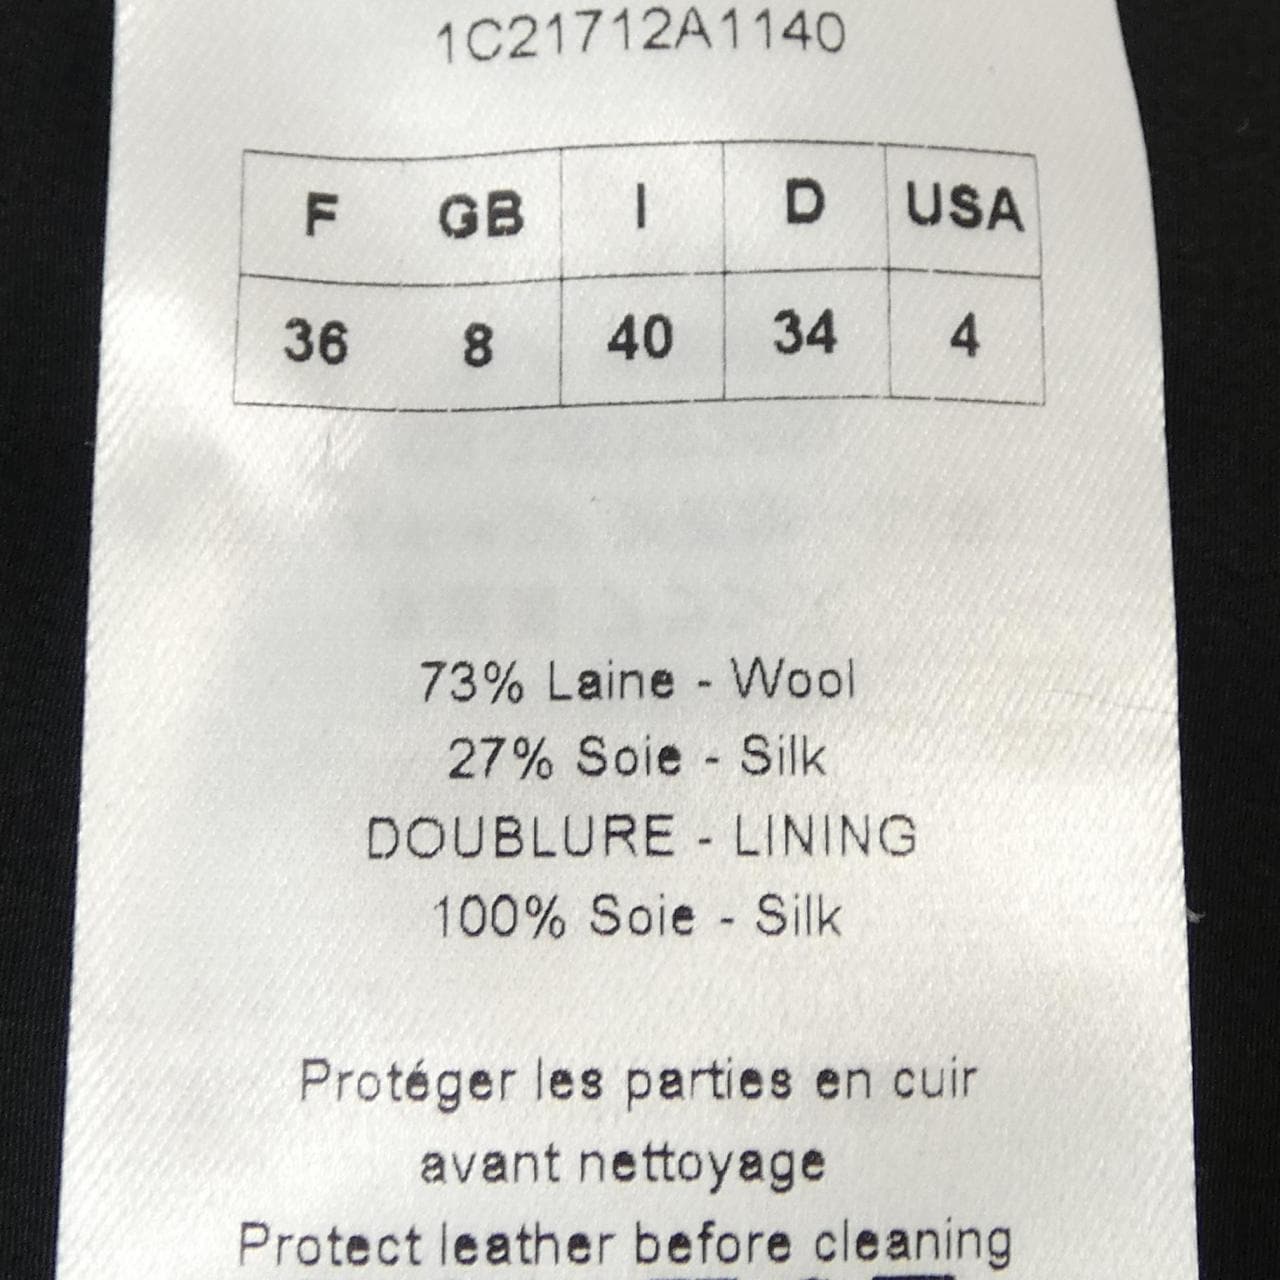 1C21712A1140
F GB I D USA
36 8 40 34 4
73% Laine - Wool
27% Soie - Silk
DOUBLURE - LINING
100% Soie - Silk
Protéger les parties en cuir
avant nettoyage
Protect leather before cleaning